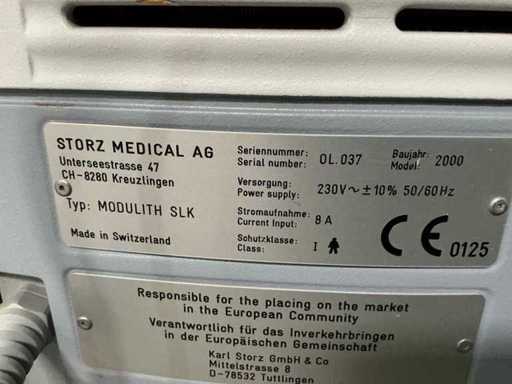 STORZ MEDICAL AG
Unterseestrasse 47
CH-8280 Kreuzlingen
Typ: MODULITH SLK
Made in Switzerland
Seriennummer:
Serial number: OL.037
Baujahr:
Model: 2000
Versorgung:
Power supply: 230V~ ±10% 50/60Hz
Stromaufnahme:
Current Input: 8 A
Schutzklasse:
Class: I
CE 0125
Responsible for the placing on the market
in the European Community
Verantwortlich für das Inverkehrbringen
in der Europäischen Gemeinschaft
Karl Storz GmbH & Co
Mittelstrasse 8
D-78532 Tuttlingen